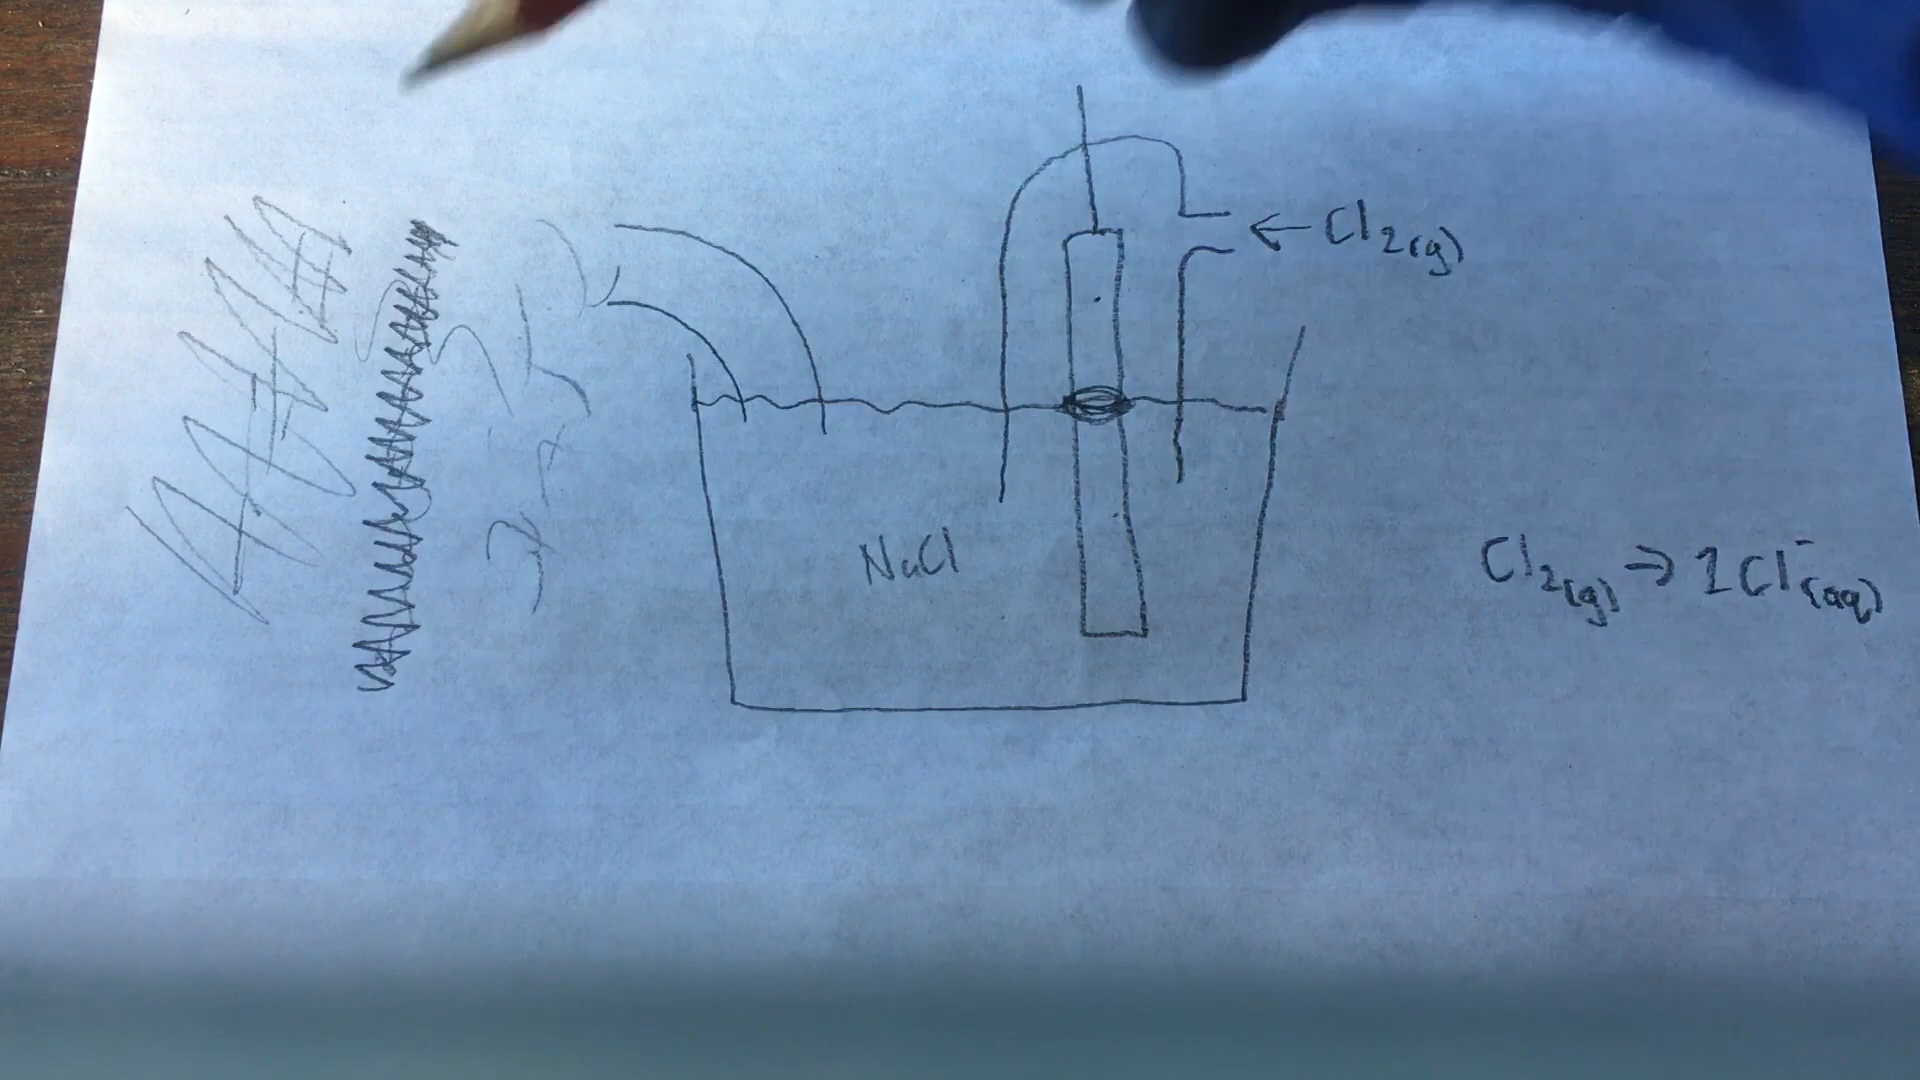 ← Cl₂(g)
NaCl
Cl₂(g) → 2Cl⁻(aq)